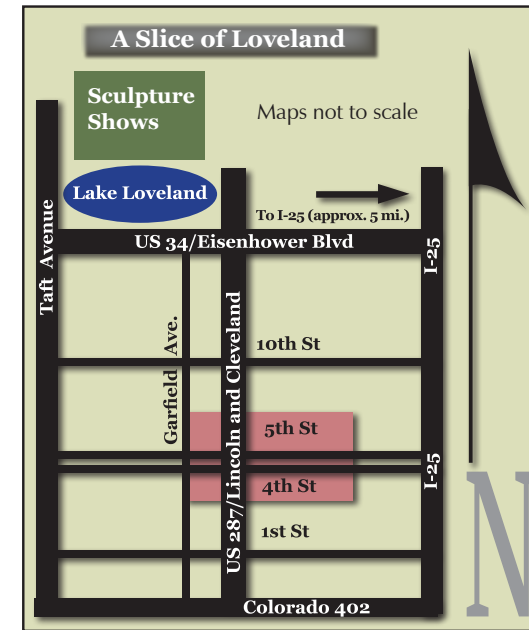 A Slice of Loveland
Sculpture
Shows
Maps not to scale
Lake Loveland
To I-25 (approx. 5 mi.)
US 34/Eisenhower Blvd
Taft Avenue
I-25
10th St
Garfield Ave.
US 287/Lincoln and Cleveland
5th St
4th St
I-25
1st St
Colorado 402
N